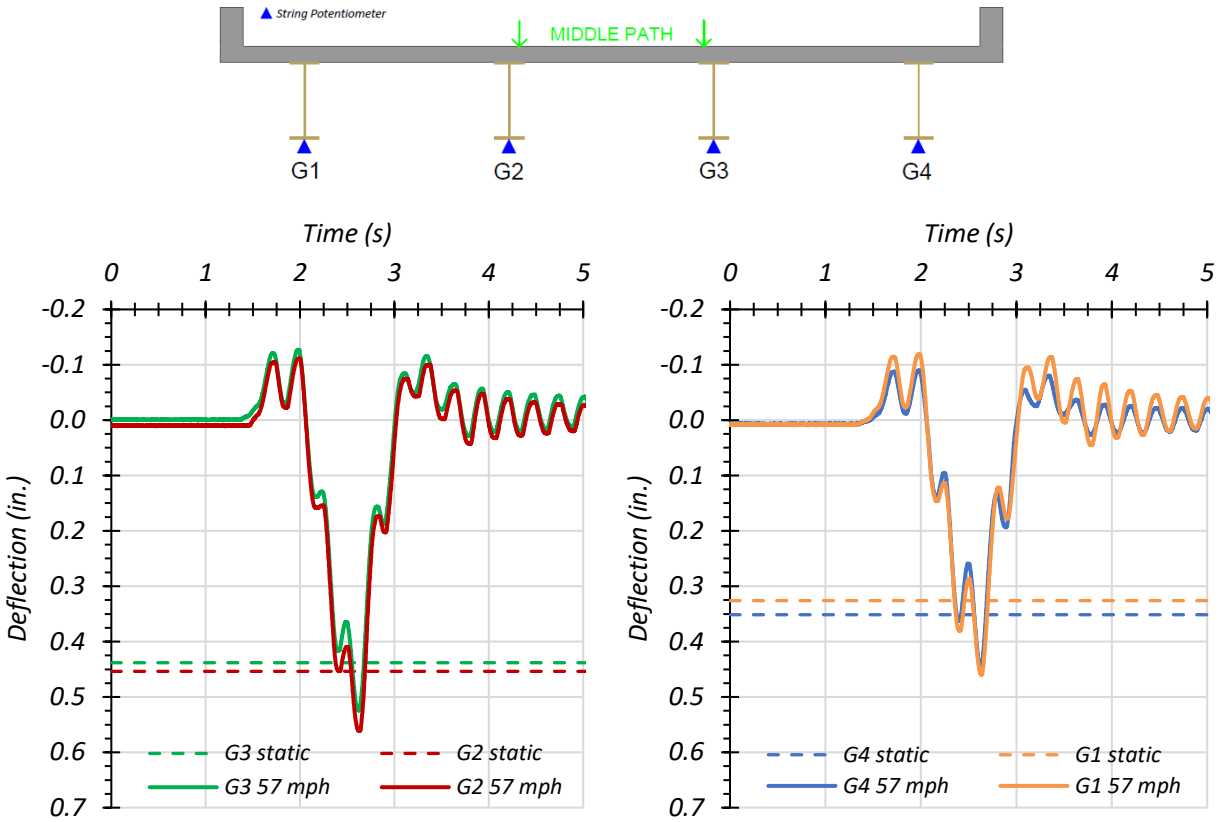 String Potentiometer
MIDDLE PATH
G1 G2 G3 G4
Time (s)
0 1 2 3 4 5
-0.2
-0.1
0.0
0.1
0.2
0.3
0.4
0.5
0.6
0.7
Deflection (in.)
G3 static G2 static
G3 57 mph G2 57 mph
Time (s)
0 1 2 3 4 5
-0.2
-0.1
0.0
0.1
0.2
0.3
0.4
0.5
0.6
0.7
Deflection (in.)
G4 static G1 static
G4 57 mph G1 57 mph